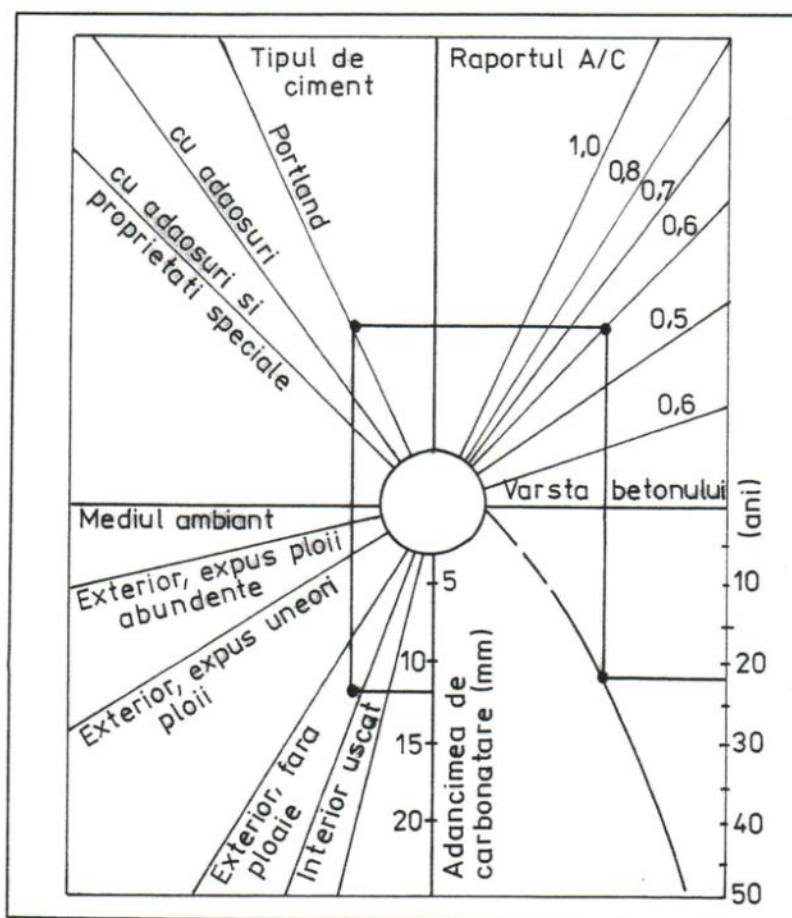 Tipul de
ciment
Raportul A/C
cu adaosuri si
proprietati speciale
cu adaosuri
Portland
1,0
0,8
0,7
0,6
0,5
0,6
Varsta betonului
(ani)
10
20
30
40
50
Mediul ambiant
Exterior, expus ploii
abundente
Exterior, expus uneori
ploii
Exterior, fara
ploaie
Interior uscat
5
10
15
20
Adancimea de
carbonatare (mm)